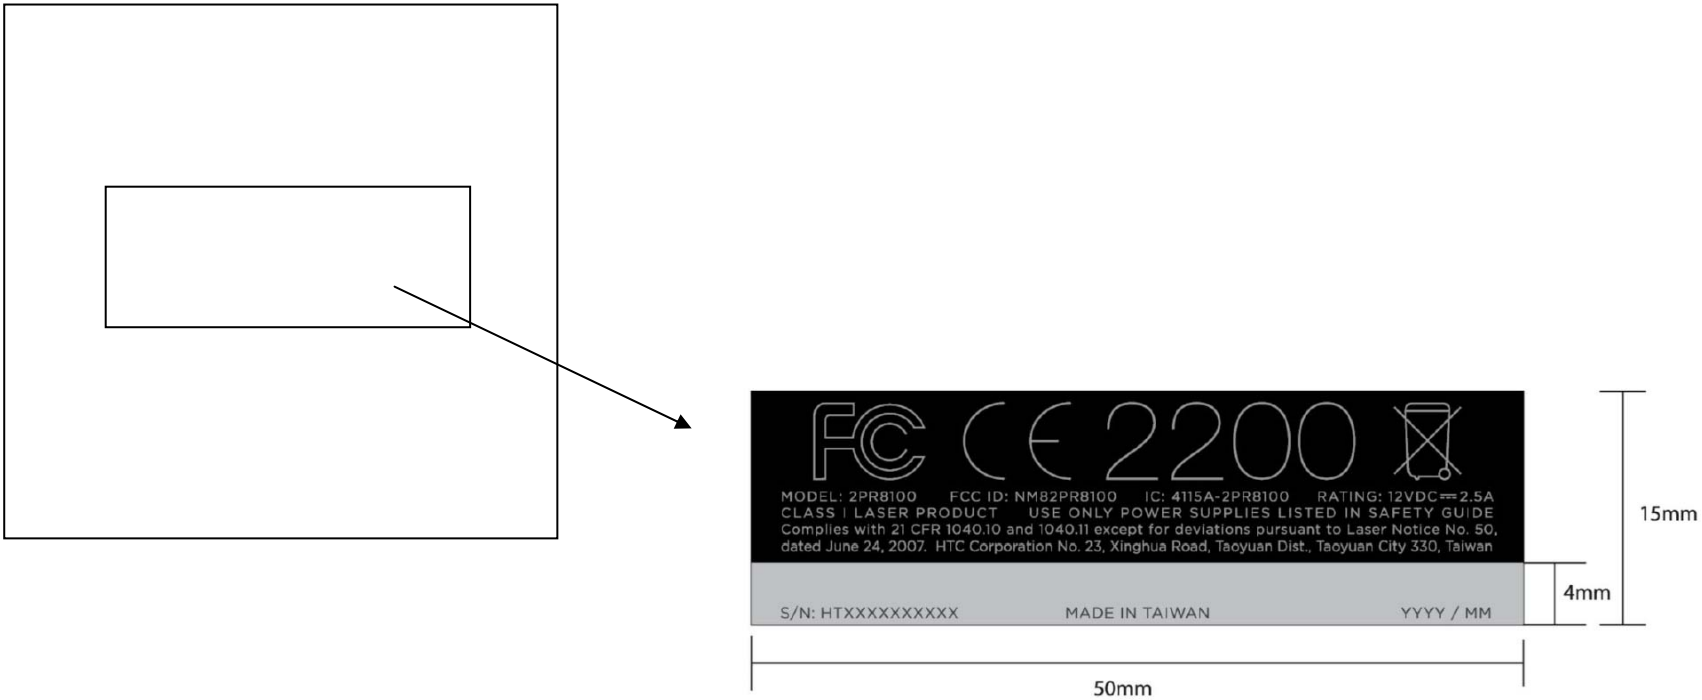 FC CE 2200
MODEL: 2PR8100 FCC ID: NM82PR8100 IC: 4115A-2PR8100 RATING: 12VDC⎓2.5A
CLASS I LASER PRODUCT USE ONLY POWER SUPPLIES LISTED IN SAFETY GUIDE
Complies with 21 CFR 1040.10 and 1040.11 except for deviations pursuant to Laser Notice No. 50,
dated June 24, 2007. HTC Corporation No. 23, Xinghua Road, Taoyuan Dist., Taoyuan City 330, Taiwan
15mm
4mm
S/N: HTXXXXXXXXXX MADE IN TAIWAN YYYY / MM
50mm